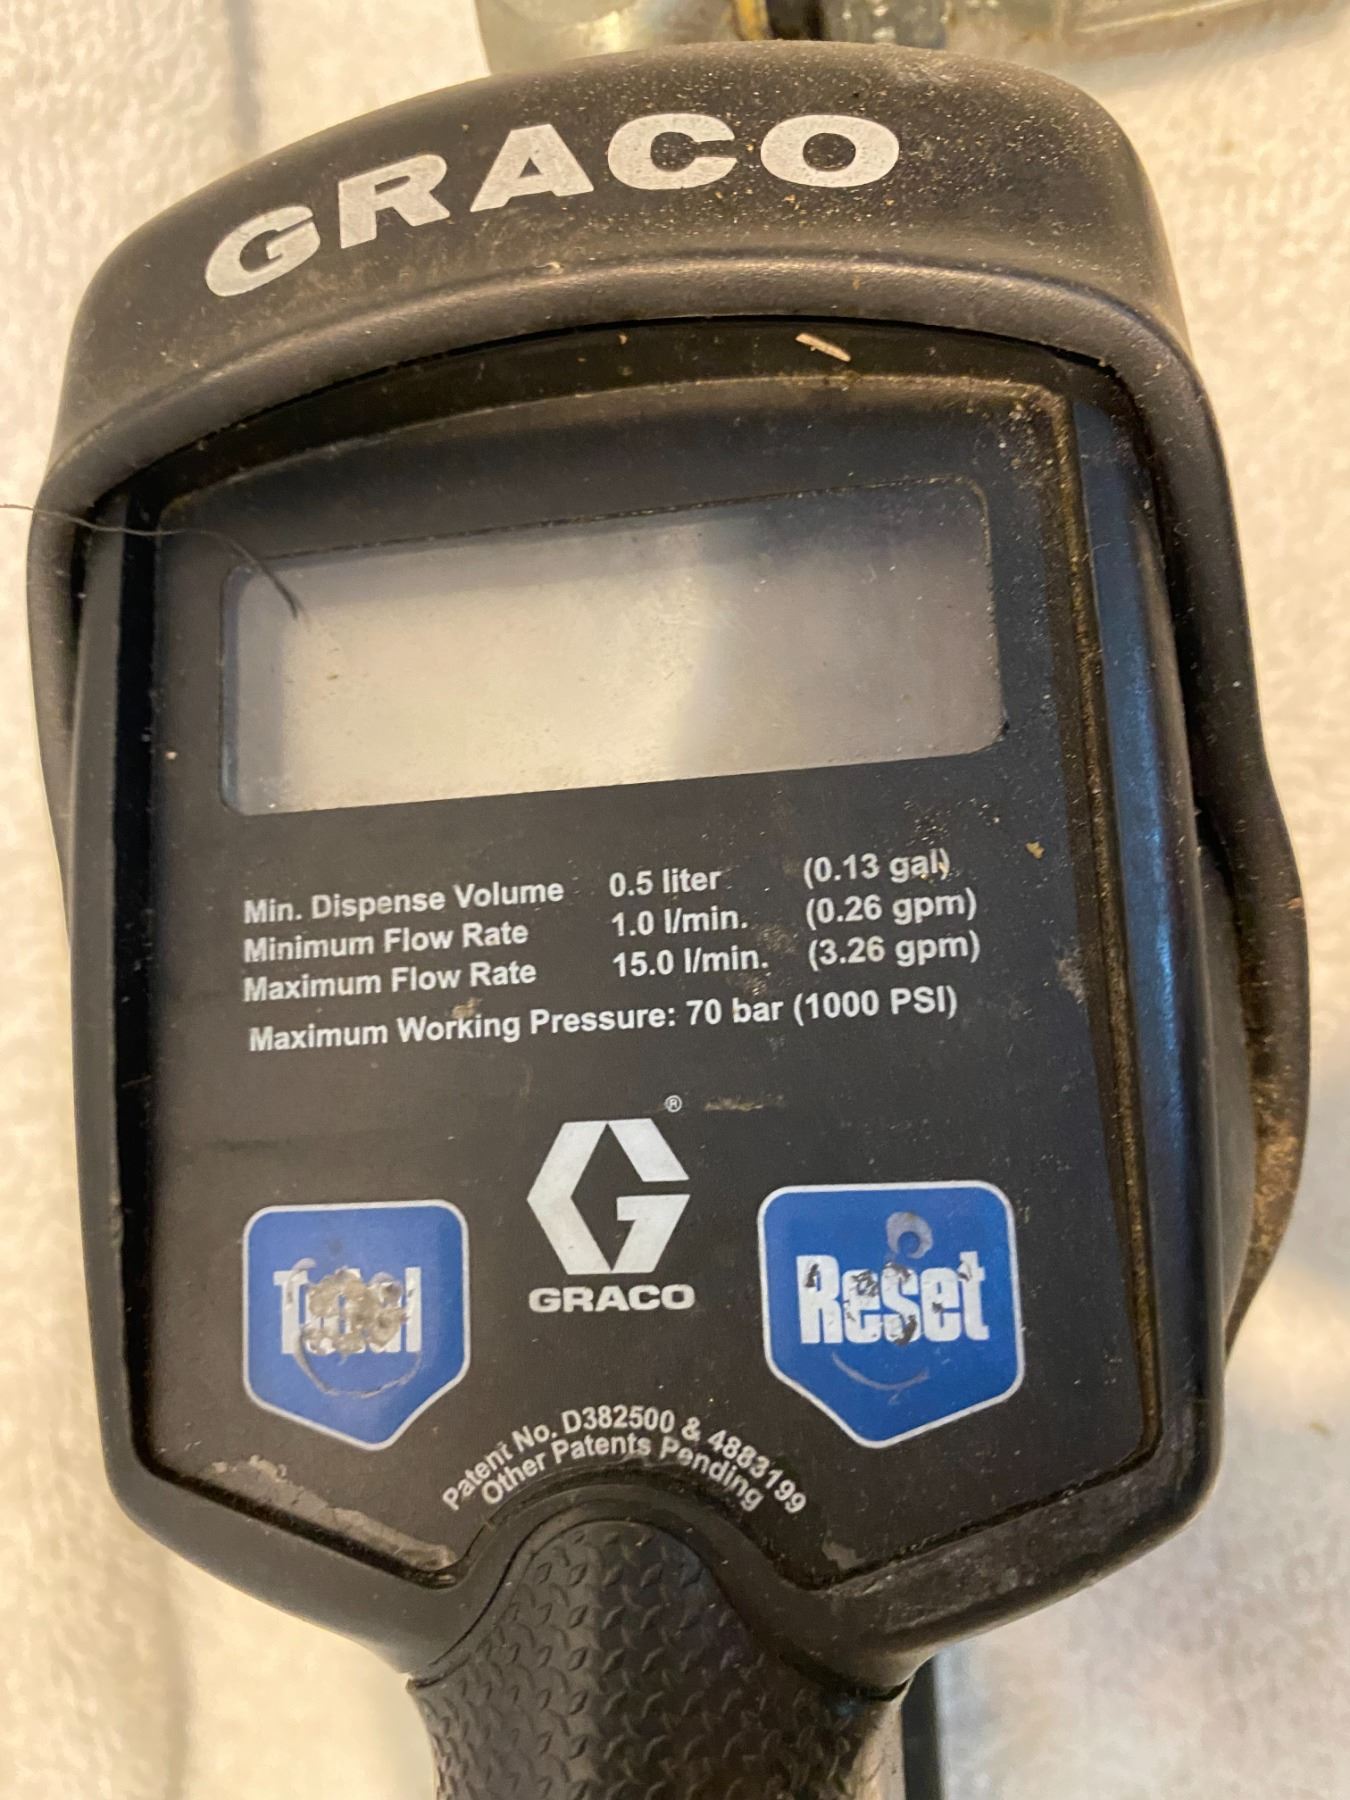 GRACO
Min. Dispense Volume 0.5 liter (0.13 gal)
Minimum Flow Rate 1.0 l/min. (0.26 gpm)
Maximum Flow Rate 15.0 l/min. (3.26 gpm)
Maximum Working Pressure: 70 bar (1000 PSI)
®
GRACO
Total
Reset
Patent No. D382500 & 4883199
Other Patents Pending